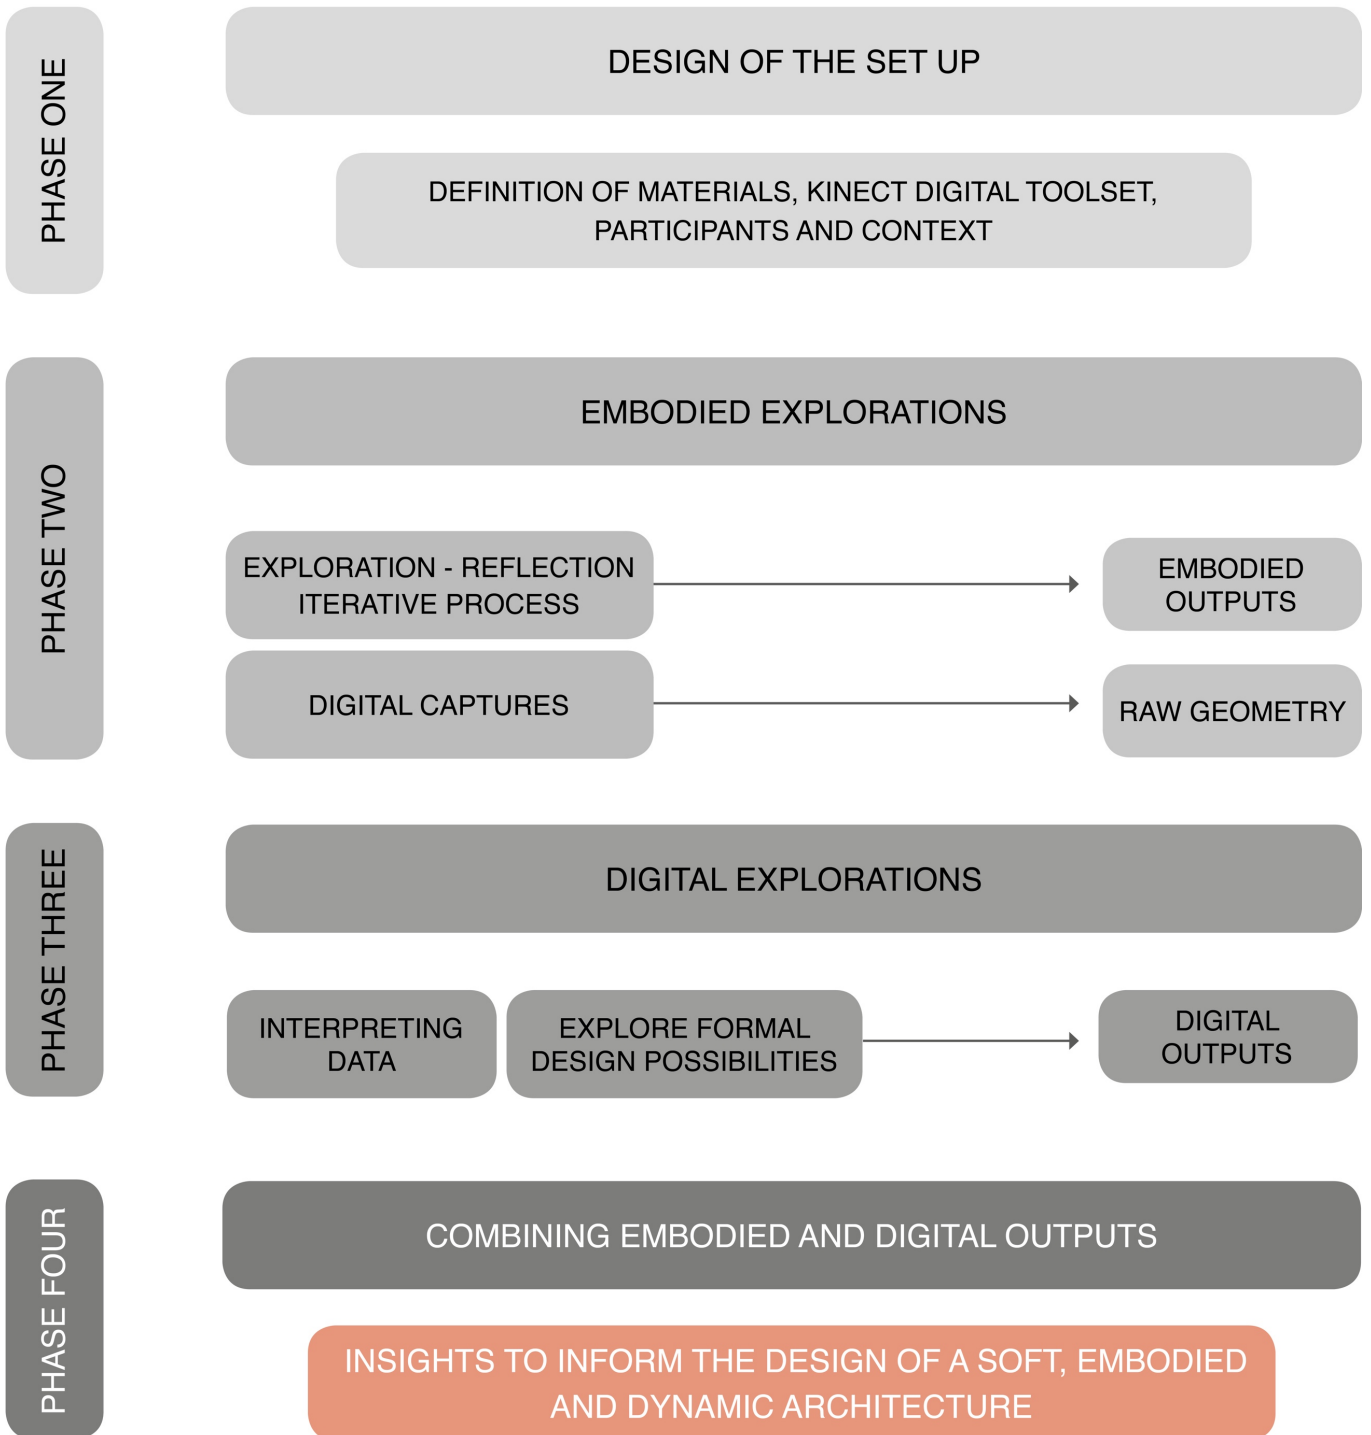 PHASE ONE
DESIGN OF THE SET UP
DEFINITION OF MATERIALS, KINECT DIGITAL TOOLSET,
PARTICIPANTS AND CONTEXT
PHASE TWO
EMBODIED EXPLORATIONS
EXPLORATION - REFLECTION
ITERATIVE PROCESS
EMBODIED
OUTPUTS
DIGITAL CAPTURES
RAW GEOMETRY
PHASE THREE
DIGITAL EXPLORATIONS
INTERPRETING
DATA
EXPLORE FORMAL
DESIGN POSSIBILITIES
DIGITAL
OUTPUTS
PHASE FOUR
COMBINING EMBODIED AND DIGITAL OUTPUTS
INSIGHTS TO INFORM THE DESIGN OF A SOFT, EMBODIED
AND DYNAMIC ARCHITECTURE